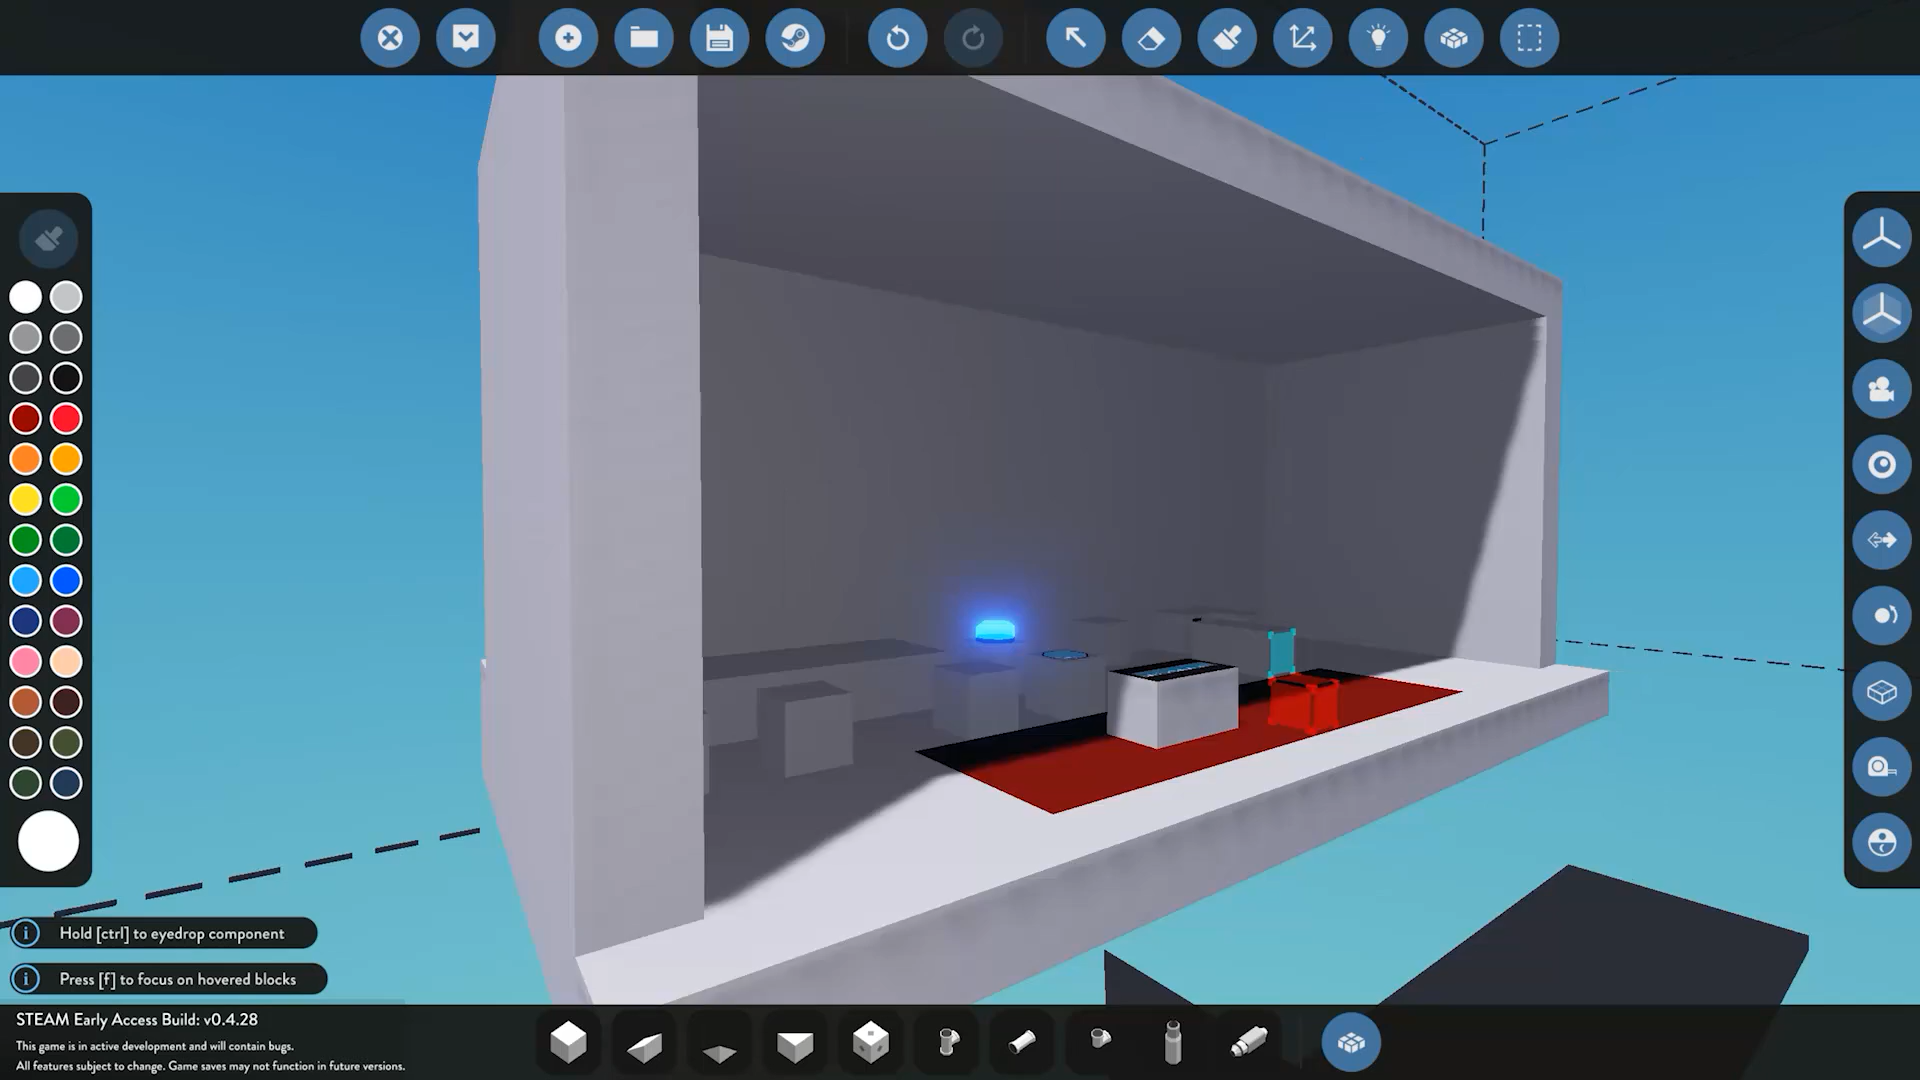 Hold [ctrl] to eyedrop component
Press [f] to focus on hovered blocks
STEAM Early Access Build: v0.4.28
This game is in active development and will contain bugs.
All features subject to change. Game saves may not function in future versions.